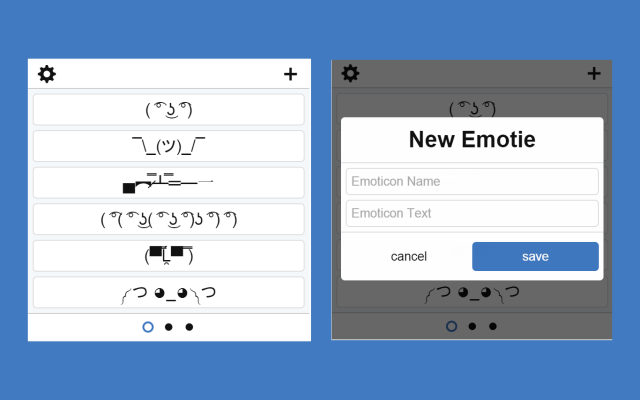 ( ͡° ͜ʖ ͡°)
¯\_(ツ)_/¯
▄︻̷̿┻̿═━一
( ͡°( ͡° ͜ʖ( ͡° ͜ʖ ͡°)ʖ ͡°) ͡°)
(▀̿Ĺ̯▀̿ ̿)
༼つ ◕_◕ ༽つ
( ͡° ͜ʖ ͡°)
New Emotie
Emoticon Name
Emoticon Text
cancel
save
༼つ ◕_◕ ༽つ